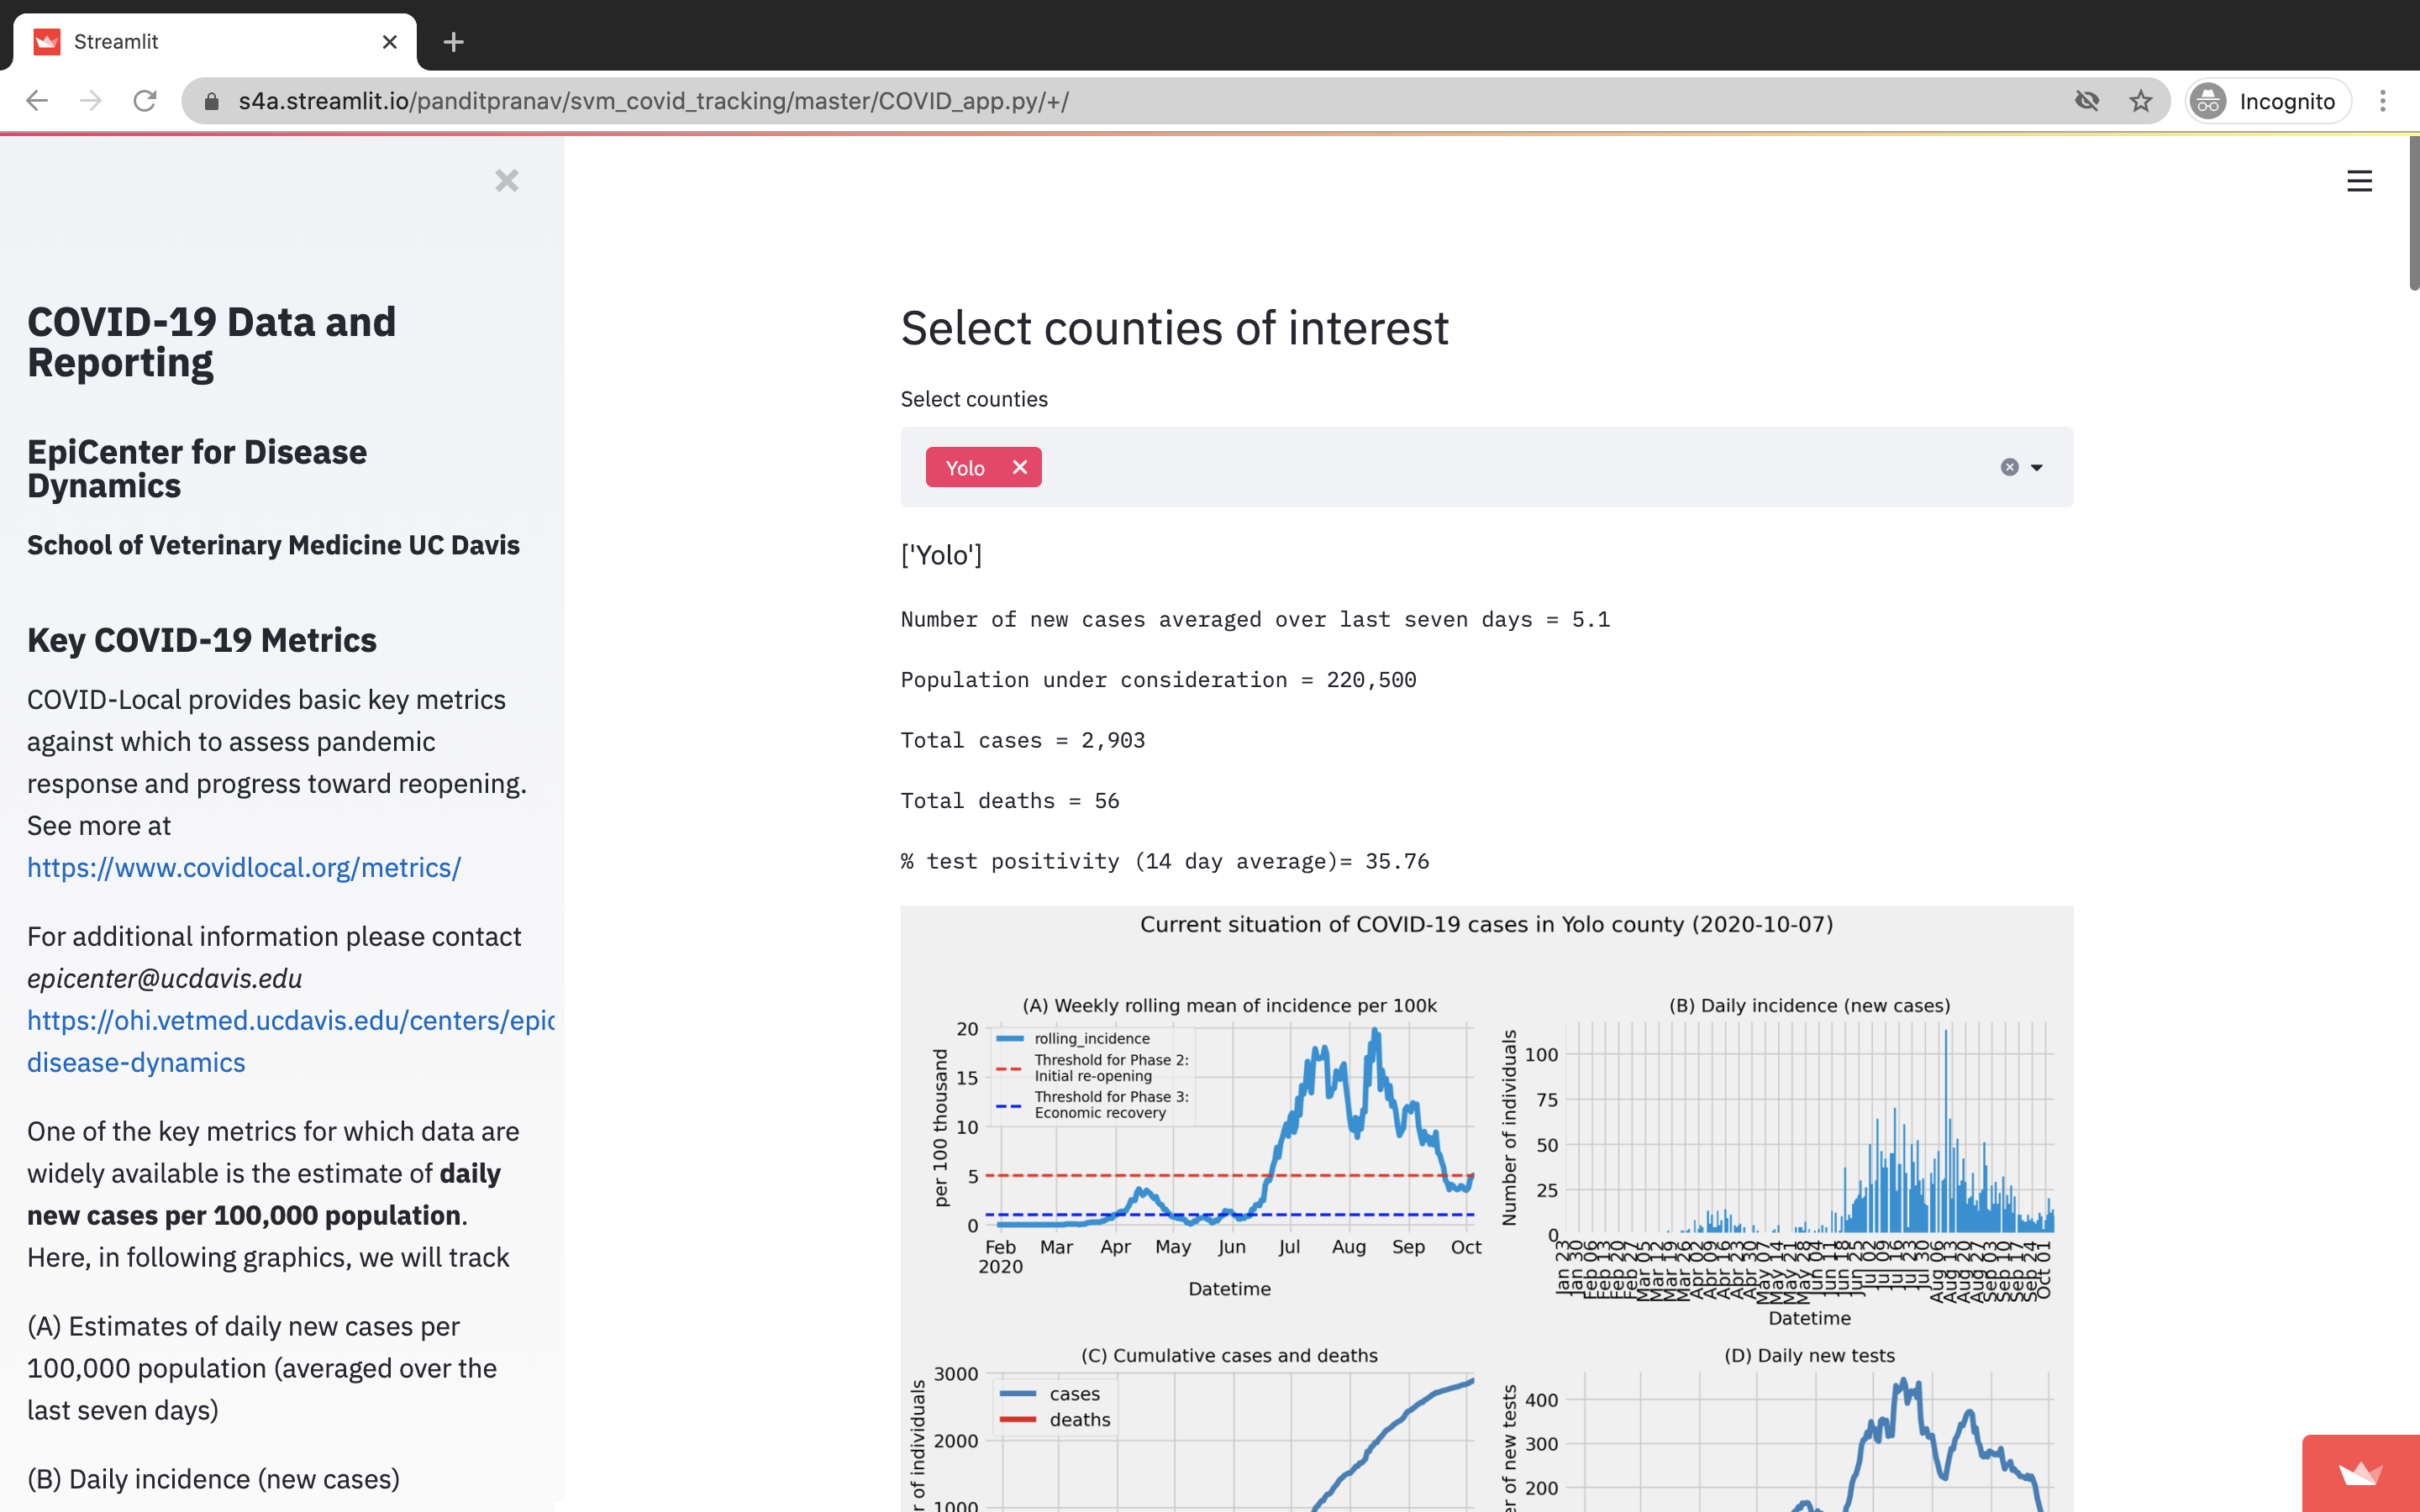 Streamlit
s4a.streamlit.io/panditpranav/svm_covid_tracking/master/COVID_app.py/+/
Incognito
COVID-19 Data and
Reporting
EpiCenter for Disease
Dynamics
School of Veterinary Medicine UC Davis
Key COVID-19 Metrics
COVID-Local provides basic key metrics
against which to assess pandemic
response and progress toward reopening.
See more at
https://www.covidlocal.org/metrics/
For additional information please contact
epicenter@ucdavis.edu
https://ohi.vetmed.ucdavis.edu/centers/epic
disease-dynamics
One of the key metrics for which data are
widely available is the estimate of daily
new cases per 100,000 population.
Here, in following graphics, we will track
(A) Estimates of daily new cases per
100,000 population (averaged over the
last seven days)
(B) Daily incidence (new cases)
Select counties of interest
Select counties
Yolo
['Yolo']
Number of new cases averaged over last seven days = 5.1
Population under consideration = 220,500
Total cases = 2,903
Total deaths = 56
% test positivity (14 day average)= 35.76
Current situation of COVID-19 cases in Yolo county (2020-10-07)
(A) Weekly rolling mean of incidence per 100k
per 100 thousand
20
15
10
5
0
rolling_incidence
Threshold for Phase 2:
Initial re-opening
Threshold for Phase 3:
Economic recovery
Feb Mar Apr May Jun Jul Aug Sep Oct
2020
Datetime
(B) Daily incidence (new cases)
Number of individuals
100
75
50
25
0
Jan 23
Jan 30
Feb 06
Feb 13
Feb 20
Feb 27
Mar 05
Mar 12
Mar 19
Mar 26
Apr 02
Apr 09
Apr 16
Apr 23
Apr 30
May 07
May 14
May 21
May 28
Jun 04
Jun 11
Jun 18
Jun 25
Jul 02
Jul 09
Jul 16
Jul 23
Jul 30
Aug 06
Aug 13
Aug 20
Aug 27
Sep 03
Sep 10
Sep 17
Sep 24
Oct 01
Datetime
(C) Cumulative cases and deaths
r of individuals
3000
2000
1000
cases
deaths
(D) Daily new tests
er of new tests
400
300
200